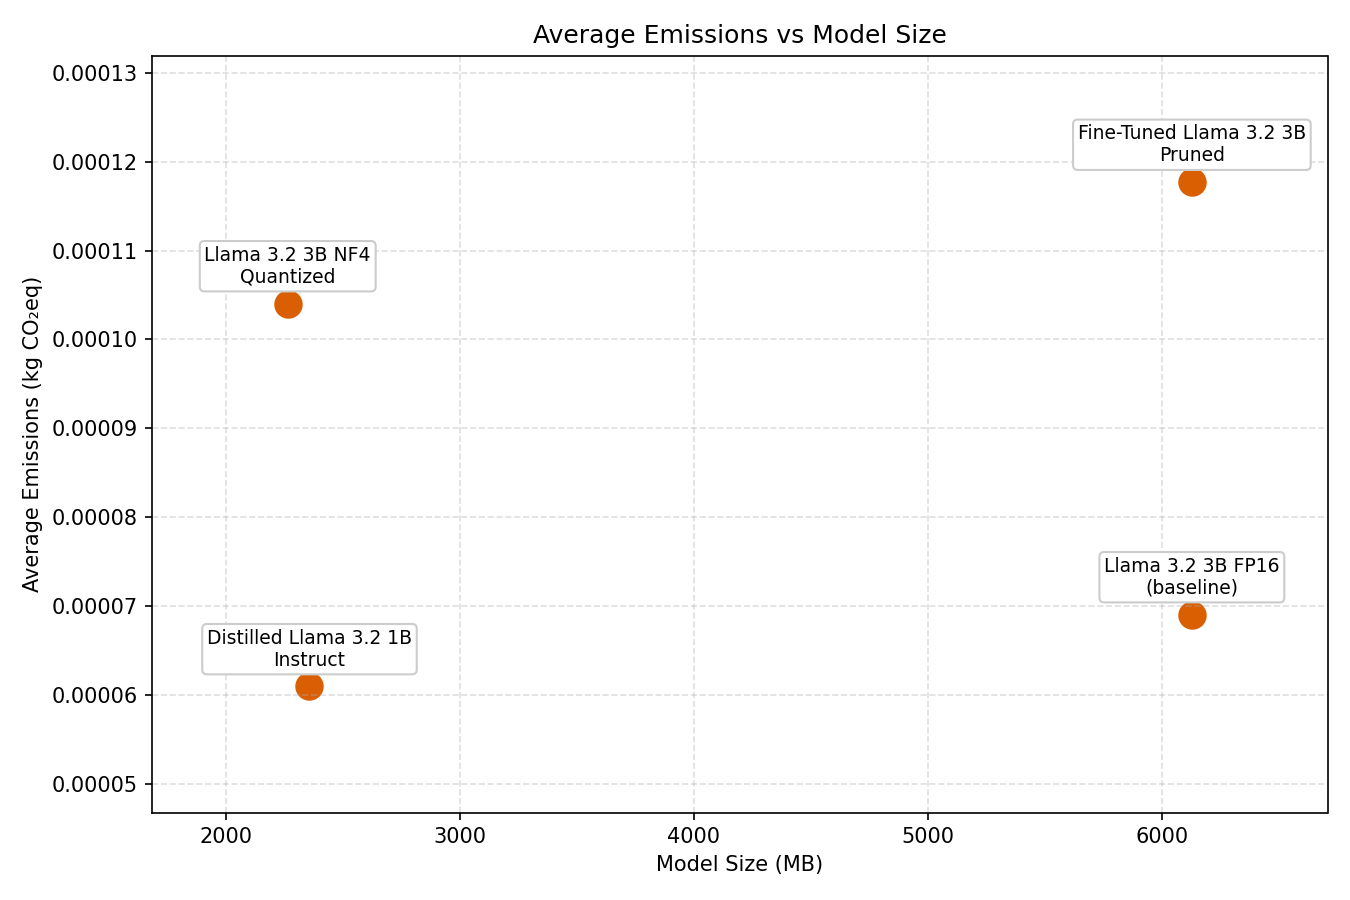 Average Emissions vs Model Size
Average Emissions (kg CO₂eq)
0.00013
0.00012
0.00011
0.00010
0.00009
0.00008
0.00007
0.00006
0.00005
Fine-Tuned Llama 3.2 3B
Pruned
Llama 3.2 3B NF4
Quantized
Llama 3.2 3B FP16
(baseline)
Distilled Llama 3.2 1B
Instruct
2000
3000
4000
5000
6000
Model Size (MB)